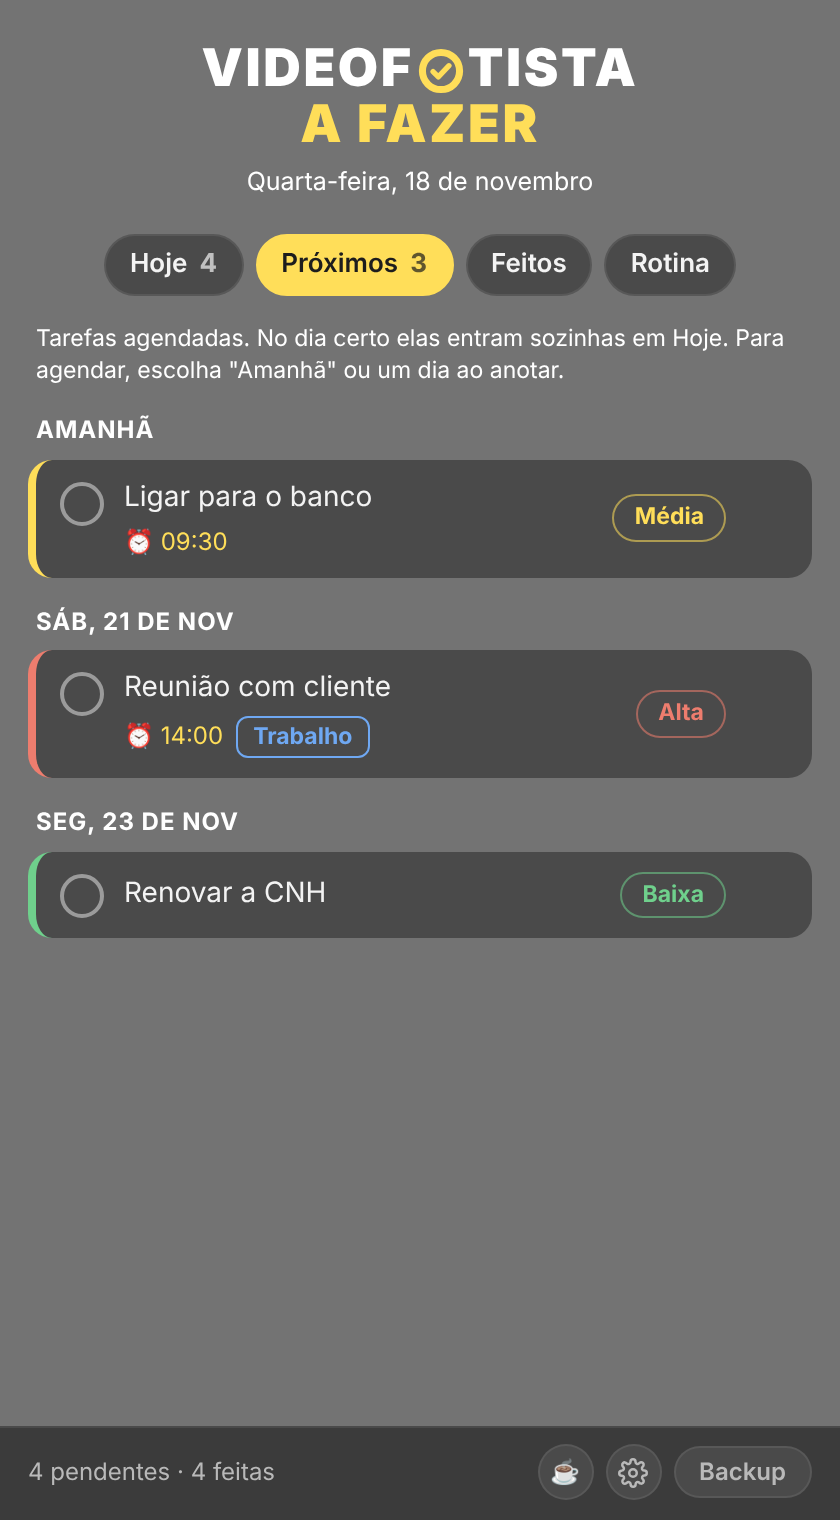 VIDEOFOTISTA
A FAZER
Quarta-feira, 18 de novembro
Hoje 4
Próximos 3
Feitos
Rotina
Tarefas agendadas. No dia certo elas entram sozinhas em Hoje. Para
agendar, escolha "Amanhã" ou um dia ao anotar.
AMANHÃ
Ligar para o banco
Média
⏰ 09:30
SÁB, 21 DE NOV
Reunião com cliente
Alta
⏰ 14:00 Trabalho
SEG, 23 DE NOV
Renovar a CNH
Baixa
4 pendentes · 4 feitas
Backup